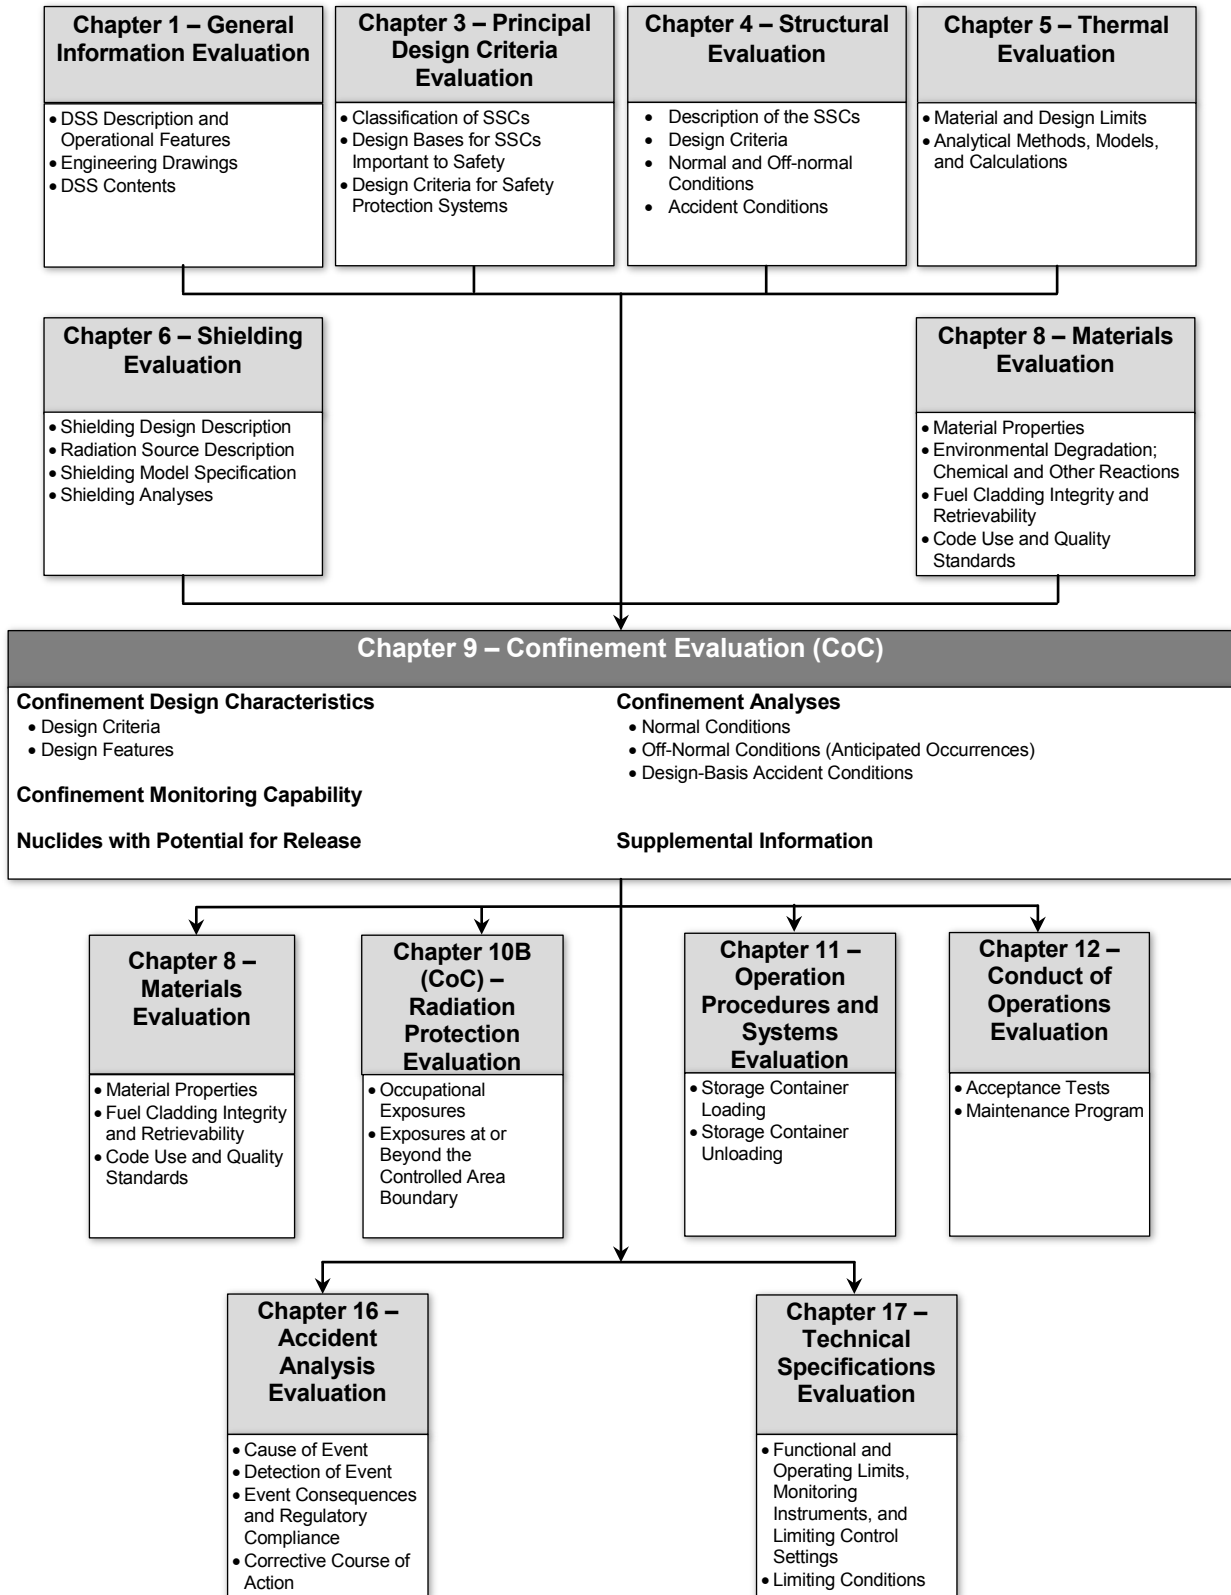 Chapter 1 – General
Information Evaluation
• DSS Description and
Operational Features
• Engineering Drawings
• DSS Contents
Chapter 3 – Principal
Design Criteria
Evaluation
• Classification of SSCs
• Design Bases for SSCs
Important to Safety
• Design Criteria for Safety
Protection Systems
Chapter 4 – Structural
Evaluation
• Description of the SSCs
• Design Criteria
• Normal and Off-normal
Conditions
• Accident Conditions
Chapter 5 – Thermal
Evaluation
• Material and Design Limits
• Analytical Methods, Models,
and Calculations
Chapter 6 – Shielding
Evaluation
• Shielding Design Description
• Radiation Source Description
• Shielding Model Specification
• Shielding Analyses
Chapter 8 – Materials
Evaluation
• Material Properties
• Environmental Degradation;
Chemical and Other Reactions
• Fuel Cladding Integrity and
Retrievability
• Code Use and Quality
Standards
Chapter 9 – Confinement Evaluation (CoC)
Confinement Design Characteristics
• Design Criteria
• Design Features
Confinement Monitoring Capability
Nuclides with Potential for Release
Confinement Analyses
• Normal Conditions
• Off-Normal Conditions (Anticipated Occurrences)
• Design-Basis Accident Conditions
Supplemental Information
Chapter 8 –
Materials
Evaluation
• Material Properties
• Fuel Cladding Integrity
and Retrievability
• Code Use and Quality
Standards
Chapter 10B
(CoC) –
Radiation
Protection
Evaluation
• Occupational
Exposures
• Exposures at or
Beyond the
Controlled Area
Boundary
Chapter 11 –
Operation
Procedures and
Systems
Evaluation
• Storage Container
Loading
• Storage Container
Unloading
Chapter 12 –
Conduct of
Operations
Evaluation
• Acceptance Tests
• Maintenance Program
Chapter 16 –
Accident
Analysis
Evaluation
• Cause of Event
• Detection of Event
• Event Consequences
and Regulatory
Compliance
• Corrective Course of
Action
Chapter 17 –
Technical
Specifications
Evaluation
• Functional and
Operating Limits,
Monitoring
Instruments, and
Limiting Control
Settings
• Limiting Conditions